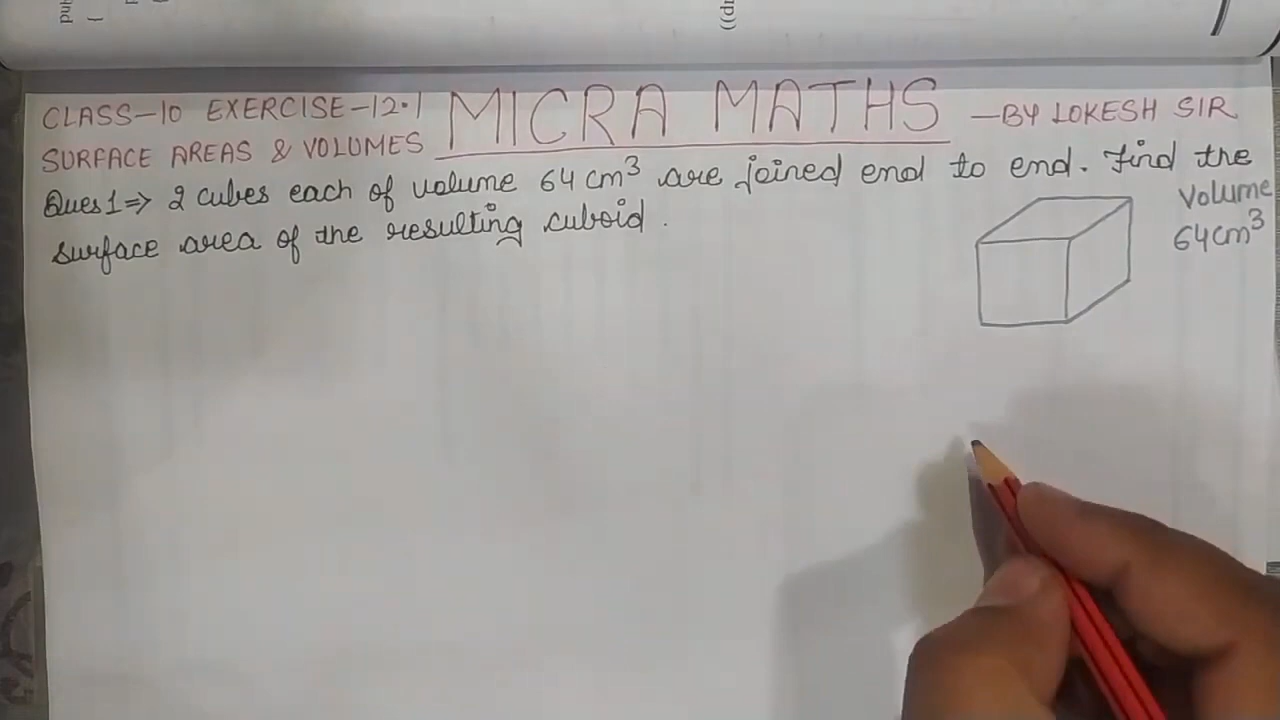 CLASS-10 EXERCISE-12.1 MICRA MATHS -BY LOKESH SIR
SURFACE AREAS & VOLUMES
Ques 1⇒ 2 cubes each of volume 64 cm³ are joined end to end. Find the
surface area of the resulting cuboid.
Volume
64cm³